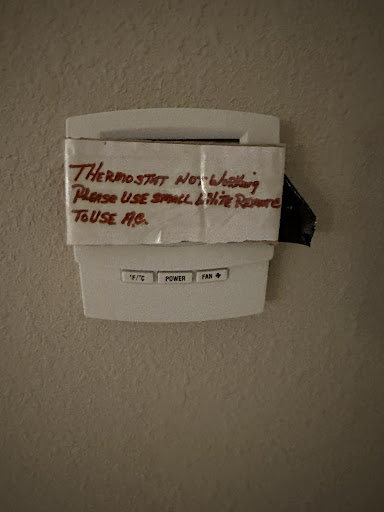 THERMOSTAT NOT WORKING
PLEASE USE SMALL WHITE REMOTE
TO USE A.C.
°F/°C POWER FAN